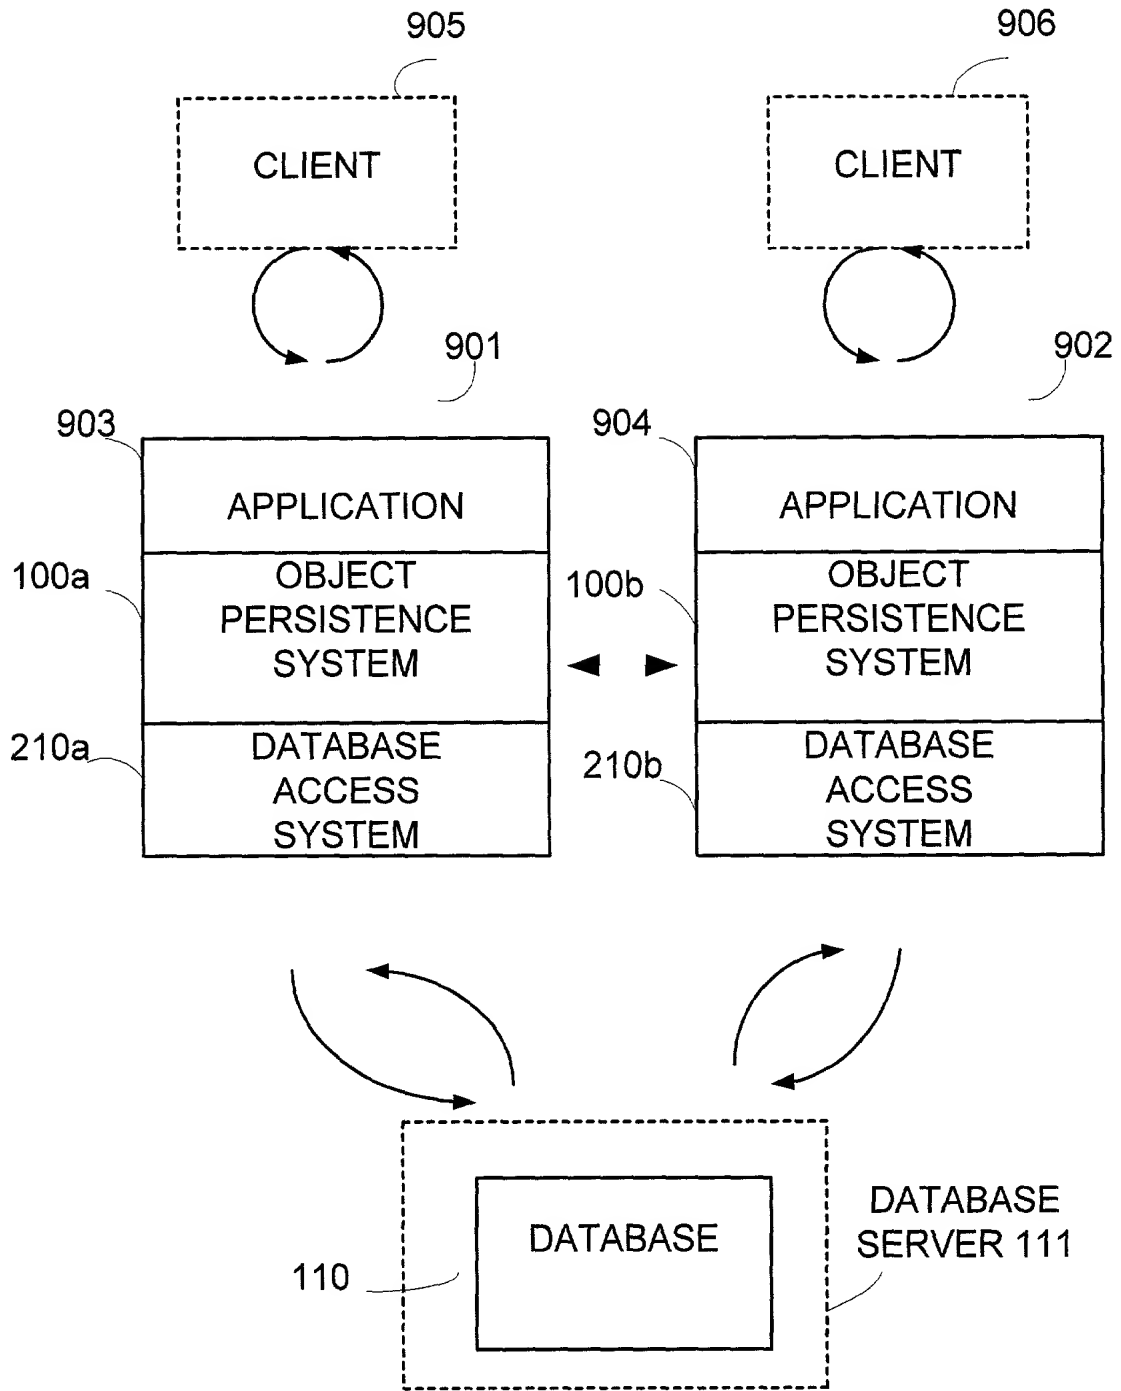 905
906
CLIENT
CLIENT
901
902
903
904
APPLICATION
APPLICATION
100a
OBJECT
PERSISTENCE
SYSTEM
100b
OBJECT
PERSISTENCE
SYSTEM
210a
DATABASE
ACCESS
SYSTEM
210b
DATABASE
ACCESS
SYSTEM
DATABASE
110
DATABASE
SERVER 111